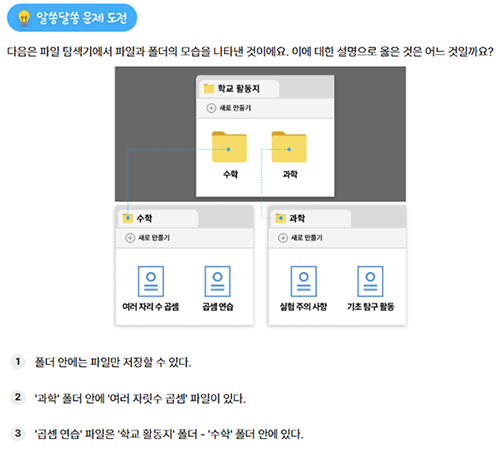 알쏭달쏭 문제 도전
다음은 파일 탐색기에서 파일과 폴더의 모습을 나타낸 것이에요. 이에 대한 설명으로 옳은 것은 어느 것일까요?
학교 활동지
새로 만들기
수학 과학
수학
새로 만들기
여러 자리 수 곱셈 곱셈 연습
과학
새로 만들기
실험 주의 사항 기초 탐구 활동
1 폴더 안에는 파일만 저장할 수 있다.
2 '과학' 폴더 안에 '여러 자릿수 곱셈' 파일이 있다.
3 '곱셈 연습' 파일은 '학교 활동지' 폴더 - '수학' 폴더 안에 있다.